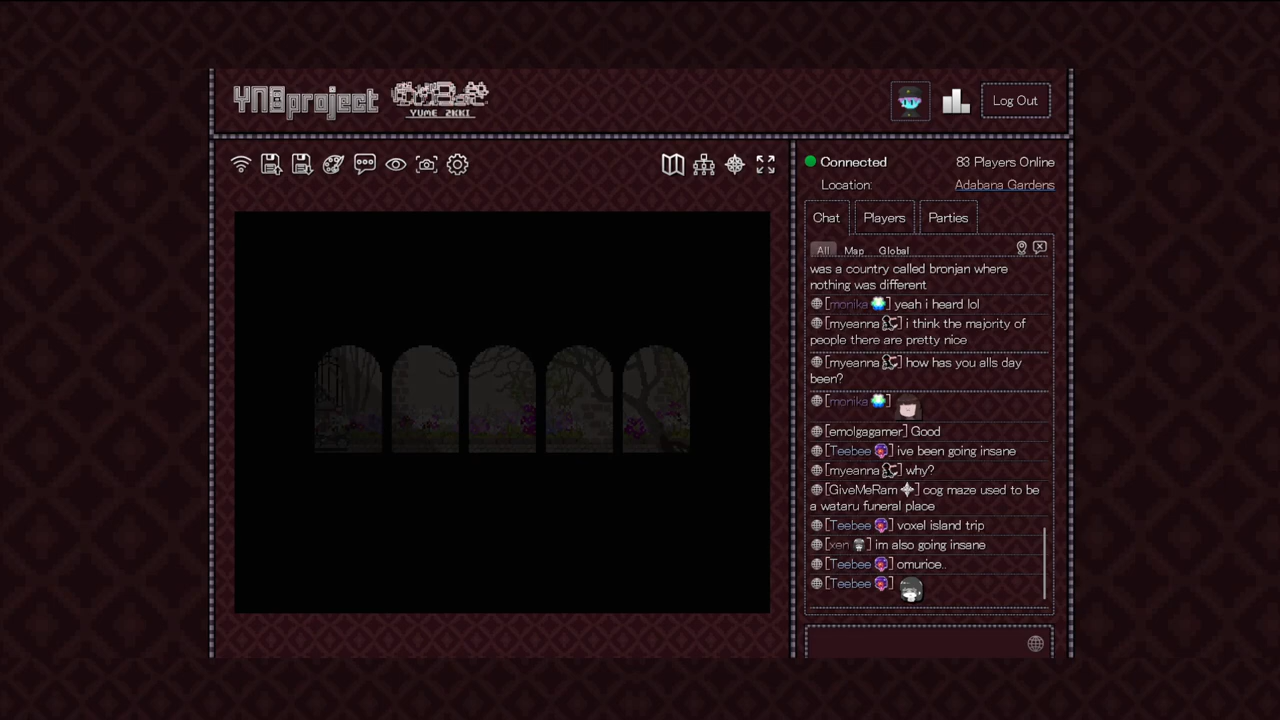 YNOproject
YUME 2KKI
Log Out
Connected
83 Players Online
Location:
Adabana Gardens
Chat
Players
Parties
All
Map
Global
was a country called bronjan where
nothing was different
[monika] yeah i heard lol
[myeanna] i think the majority of
people there are pretty nice
[myeanna] how has you alls day
been?
[monika]
[emolgagamer] Good
[Teebee] ive been going insane
[myeanna] why?
[GiveMeRam] cog maze used to be
a wataru funeral place
[Teebee] voxel island trip
[xen] im also going insane
[Teebee] omurice..
[Teebee]